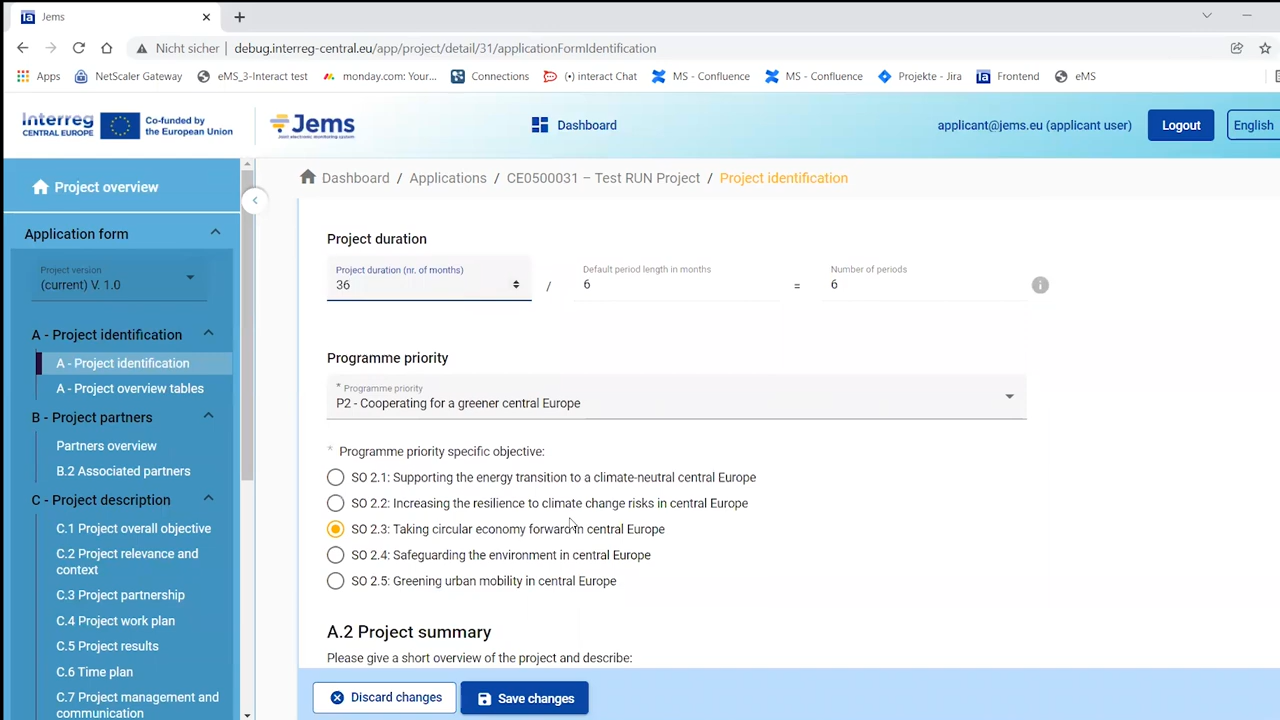 Jems
Nicht sicher debug.interreg-central.eu/app/project/detail/31/applicationFormIdentification
Apps NetScaler Gateway eMS_3-Interact test monday.com: Your... Connections (•) interact Chat MS - Confluence MS - Confluence Projekte - Jira Frontend eMS
Interreg
CENTRAL EUROPE
Co-funded by
the European Union
Jems
Joint electronic monitoring system
Dashboard
applicant@jems.eu (applicant user)
Logout
English
Project overview
Application form
Project version
(current) V. 1.0
A - Project identification
A - Project identification
A - Project overview tables
B - Project partners
Partners overview
B.2 Associated partners
C - Project description
C.1 Project overall objective
C.2 Project relevance and
context
C.3 Project partnership
C.4 Project work plan
C.5 Project results
C.6 Time plan
C.7 Project management and
communication
Dashboard / Applications / CE0500031 – Test RUN Project / Project identification
Project duration
Project duration (nr. of months)
36
/
Default period length in months
6
=
Number of periods
6
Programme priority
* Programme priority
P2 - Cooperating for a greener central Europe
* Programme priority specific objective:
SO 2.1: Supporting the energy transition to a climate-neutral central Europe
SO 2.2: Increasing the resilience to climate change risks in central Europe
SO 2.3: Taking circular economy forward in central Europe
SO 2.4: Safeguarding the environment in central Europe
SO 2.5: Greening urban mobility in central Europe
A.2 Project summary
Please give a short overview of the project and describe:
Discard changes
Save changes